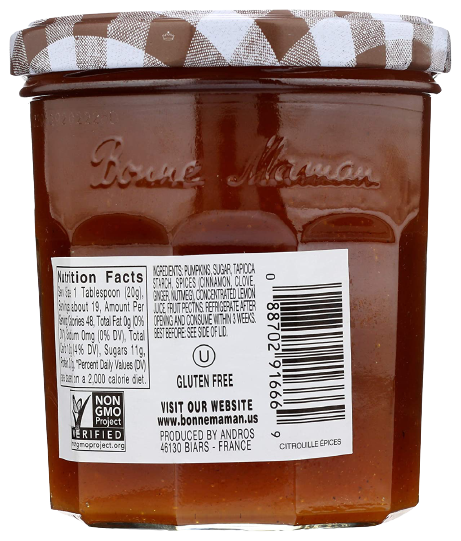 Bonne Maman
Nutrition Facts
Serv Size 1 Tablespoon (20g),
Servings about 19, Amount Per
Serving: Calories 48, Total Fat 0g (0%
DV), Sodium 0mg (0% DV), Total
Carb (4% DV), Sugars 11g,
Protein 0g, *Percent Daily Values (DV)
are based on a 2,000 calorie diet.
INGREDIENTS: PUMPKINS, SUGAR, TAPIOCA
STARCH, SPICES (CINNAMON, CLOVE,
GINGER, NUTMEG), CONCENTRATED LEMON
JUICE, FRUIT PECTINS. REFRIGERATE AFTER
OPENING AND CONSUME WITHIN 3 WEEKS.
BEST BEFORE: SEE SIDE OF LID.
U
GLUTEN FREE
VISIT OUR WEBSITE
www.bonnemaman.us
PRODUCED BY ANDROS
46130 BIARS - FRANCE
NON
GMO
Project
VERIFIED
nongmoproject.org
0 88702 91666 9
CITROUILLE ÉPICES